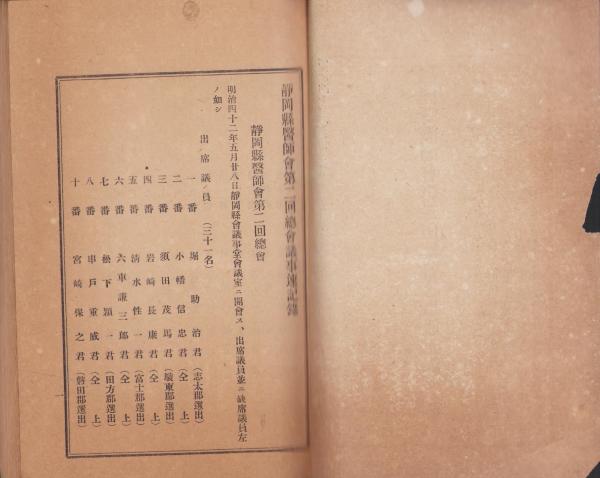 靜岡縣醫師會第二回總會議事速記錄
靜岡縣醫師會第二回總會
明治四十二年五月廿八日靜岡縣會議事堂會議室ニ開會ス、出席議員並ニ缺席議員左
ノ如シ
出席議員 (三十一名)
一番 堀助治君 (志太郡選出)
二番 小幡信忠君 (仝上)
三番 須田茂馬君 (駿東郡選出)
四番 岩崎長康君 (仝上)
五番 清水性一君 (富士郡選出)
六番 六車謙三郎君 (仝上)
七番 松下潁一君 (田方郡選出)
八番 串戸重威君 (仝上)
十番 宮崎保之君 (磐田郡選出)